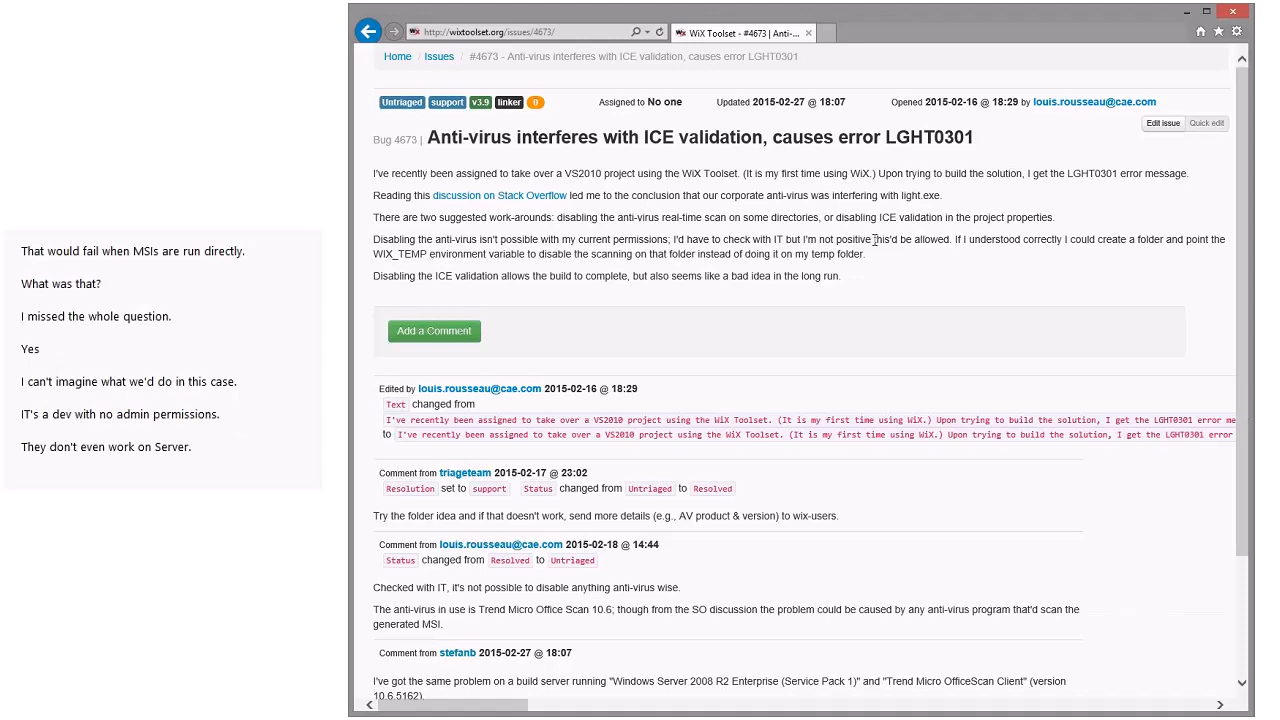 That would fail when MSIs are run directly.
What was that?
I missed the whole question.
Yes
I can't imagine what we'd do in this case.
IT's a dev with no admin permissions.
They don't even work on Server.
http://wixtoolset.org/issues/4673/
WiX Toolset - #4673 | Anti-...
Home / Issues / #4673 - Anti-virus interferes with ICE validation, causes error LGHT0301
Untriaged support v3.9 linker 0 Assigned to No one Updated 2015-02-27 @ 18:07 Opened 2015-02-16 @ 18:29 by louis.rousseau@cae.com
Edit issue Quick edit
Bug 4673 | Anti-virus interferes with ICE validation, causes error LGHT0301
I've recently been assigned to take over a VS2010 project using the WiX Toolset. (It is my first time using WiX.) Upon trying to build the solution, I get the LGHT0301 error message.
Reading this discussion on Stack Overflow led me to the conclusion that our corporate anti-virus was interfering with light.exe.
There are two suggested work-arounds: disabling the anti-virus real-time scan on some directories, or disabling ICE validation in the project properties.
Disabling the anti-virus isn't possible with my current permissions; I'd have to check with IT but I'm not positive this'd be allowed. If I understood correctly I could create a folder and point the
WIX_TEMP environment variable to disable the scanning on that folder instead of doing it on my temp folder.
Disabling the ICE validation allows the build to complete, but also seems like a bad idea in the long run.
Add a Comment
Edited by louis.rousseau@cae.com 2015-02-16 @ 18:29
Text changed from
I've recently been assigned to take over a VS2010 project using the WiX Toolset. (It is my first time using WiX.) Upon trying to build the solution, I get the LGHT0301 error me
to I've recently been assigned to take over a VS2010 project using the WiX Toolset. (It is my first time using WiX.) Upon trying to build the solution, I get the LGHT0301 error
Comment from triageteam 2015-02-17 @ 23:02
Resolution set to support Status changed from Untriaged to Resolved
Try the folder idea and if that doesn't work, send more details (e.g., AV product & version) to wix-users.
Comment from louis.rousseau@cae.com 2015-02-18 @ 14:44
Status changed from Resolved to Untriaged
Checked with IT, it's not possible to disable anything anti-virus wise.
The anti-virus in use is Trend Micro Office Scan 10.6; though from the SO discussion the problem could be caused by any anti-virus program that'd scan the
generated MSI.
Comment from stefanb 2015-02-27 @ 18:07
I've got the same problem on a build server running "Windows Server 2008 R2 Enterprise (Service Pack 1)" and "Trend Micro OfficeScan Client" (version
10.6.5162).